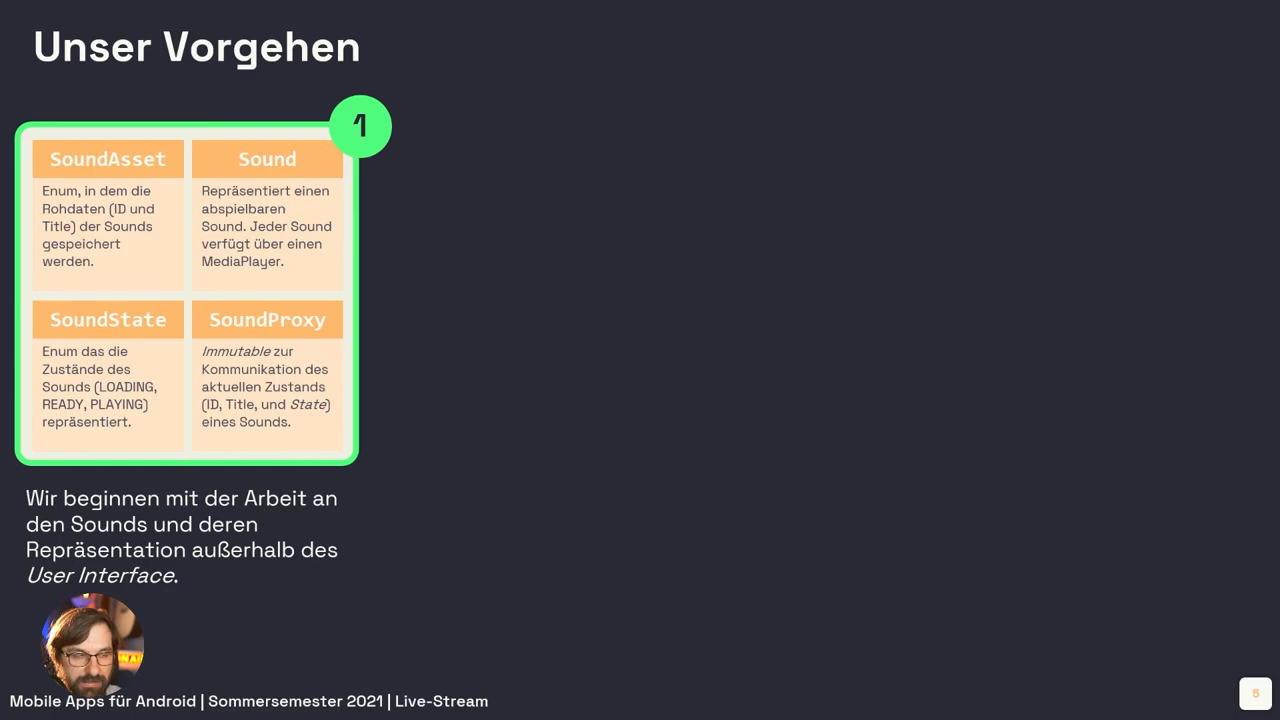 Unser Vorgehen
1
SoundAsset
Enum, in dem die
Rohdaten (ID und
Title) der Sounds
gespeichert
werden.
Sound
Repräsentiert einen
abspielbaren
Sound. Jeder Sound
verfügt über einen
MediaPlayer.
SoundState
Enum das die
Zustände des
Sounds (LOADING,
READY, PLAYING)
repräsentiert.
SoundProxy
Immutable zur
Kommunikation des
aktuellen Zustands
(ID, Title, und State)
eines Sounds.
Wir beginnen mit der Arbeit an
den Sounds und deren
Repräsentation außerhalb des
User Interface.
Mobile Apps für Android | Sommersemester 2021 | Live-Stream
5